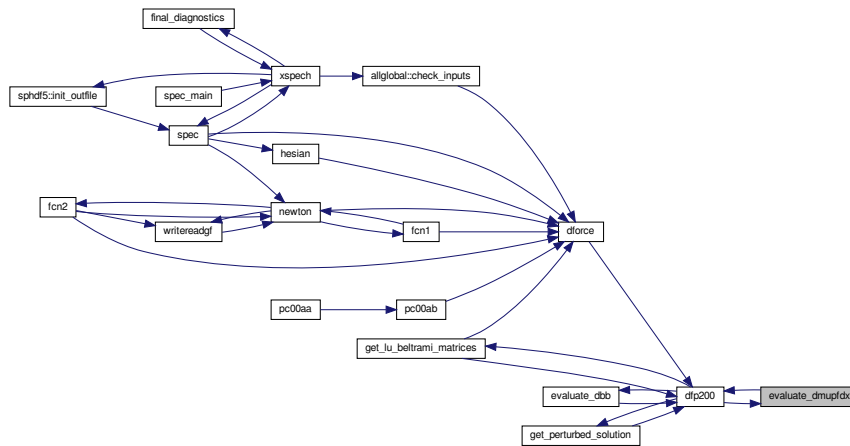 final_diagnostics
xspech
allglobal::check_inputs
sphdf5::init_outfile
spec_main
spec
hesian
fcn2
newton
writereadgf
fcn1
dforce
pc00aa
pc00ab
get_lu_beltrami_matrices
evaluate_dbb
dfp200
evaluate_dmupfdx
get_perturbed_solution